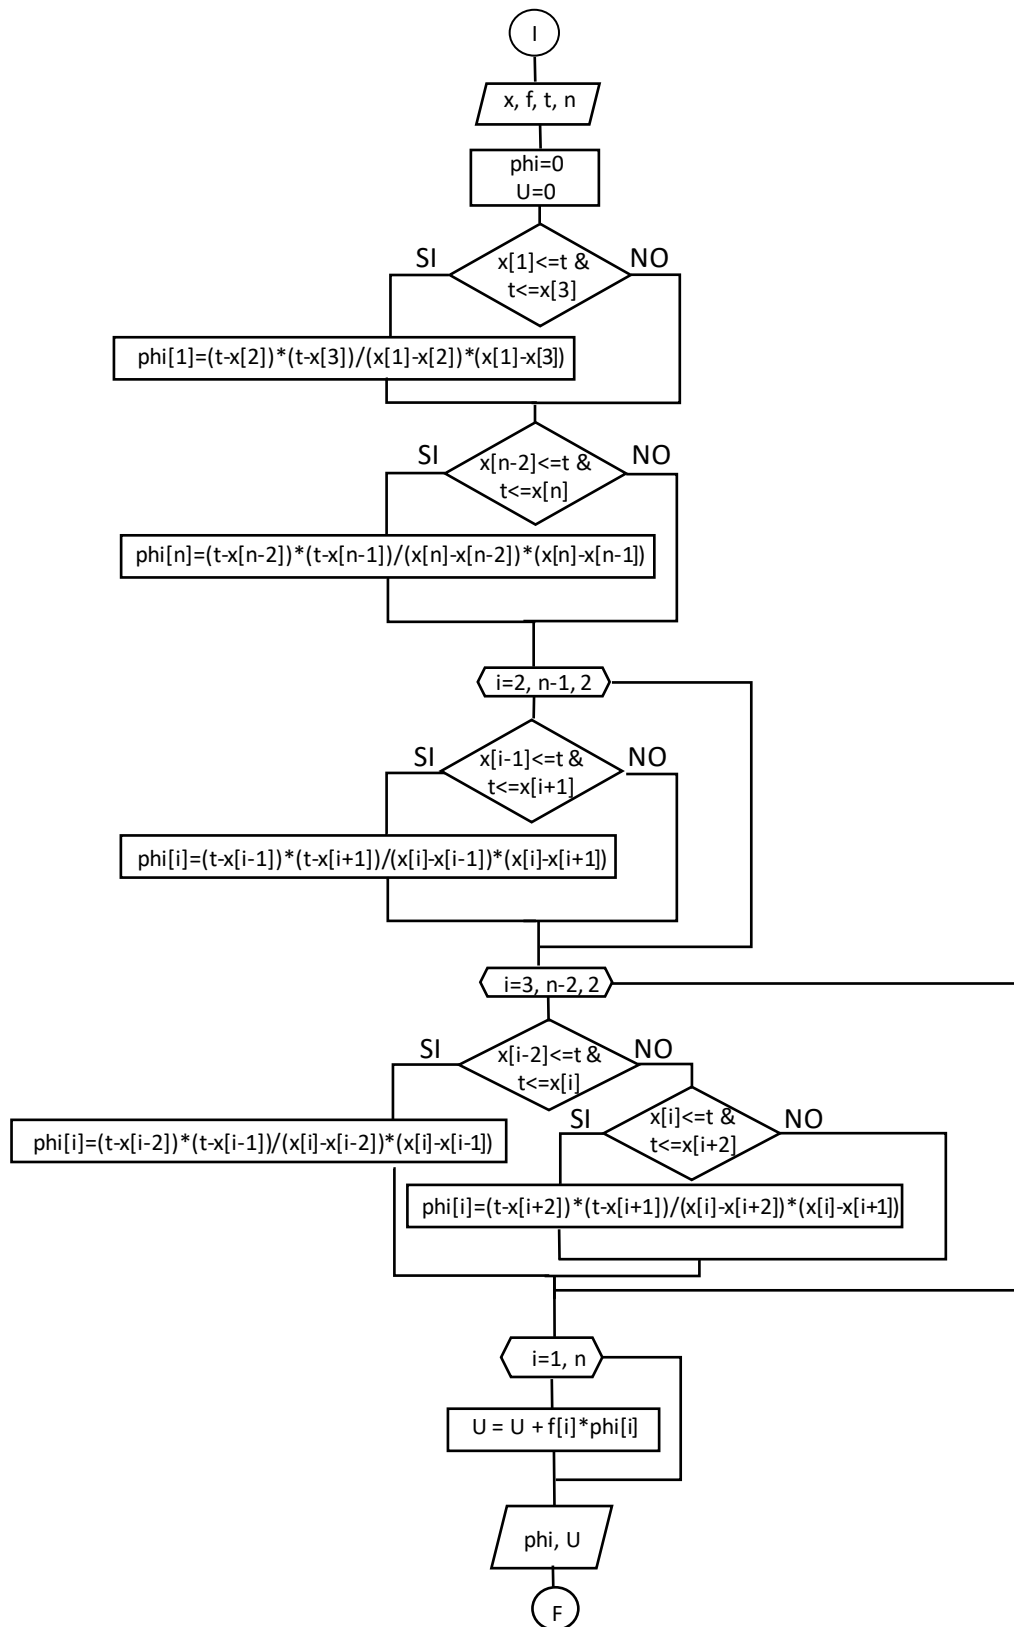 I
x, f, t, n
phi=0
U=0
SI
x[1]<=t &
t<=x[3]
NO
phi[1]=(t-x[2])*(t-x[3])/(x[1]-x[2])*(x[1]-x[3])
SI
x[n-2]<=t &
t<=x[n]
NO
phi[n]=(t-x[n-2])*(t-x[n-1])/(x[n]-x[n-2])*(x[n]-x[n-1])
i=2, n-1, 2
SI
x[i-1]<=t &
t<=x[i+1]
NO
phi[i]=(t-x[i-1])*(t-x[i+1])/(x[i]-x[i-1])*(x[i]-x[i+1])
i=3, n-2, 2
SI
x[i-2]<=t &
t<=x[i]
NO
SI
x[i]<=t &
t<=x[i+2]
NO
phi[i]=(t-x[i-2])*(t-x[i-1])/(x[i]-x[i-2])*(x[i]-x[i-1])
phi[i]=(t-x[i+2])*(t-x[i+1])/(x[i]-x[i+2])*(x[i]-x[i+1])
i=1, n
U = U + f[i]*phi[i]
phi, U
F